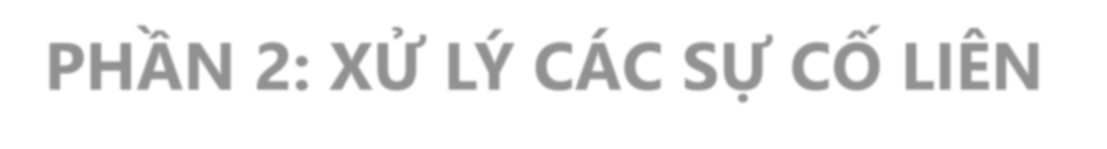 PHẦN 2: XỬ LÝ CÁC SỰ CỐ LIÊN